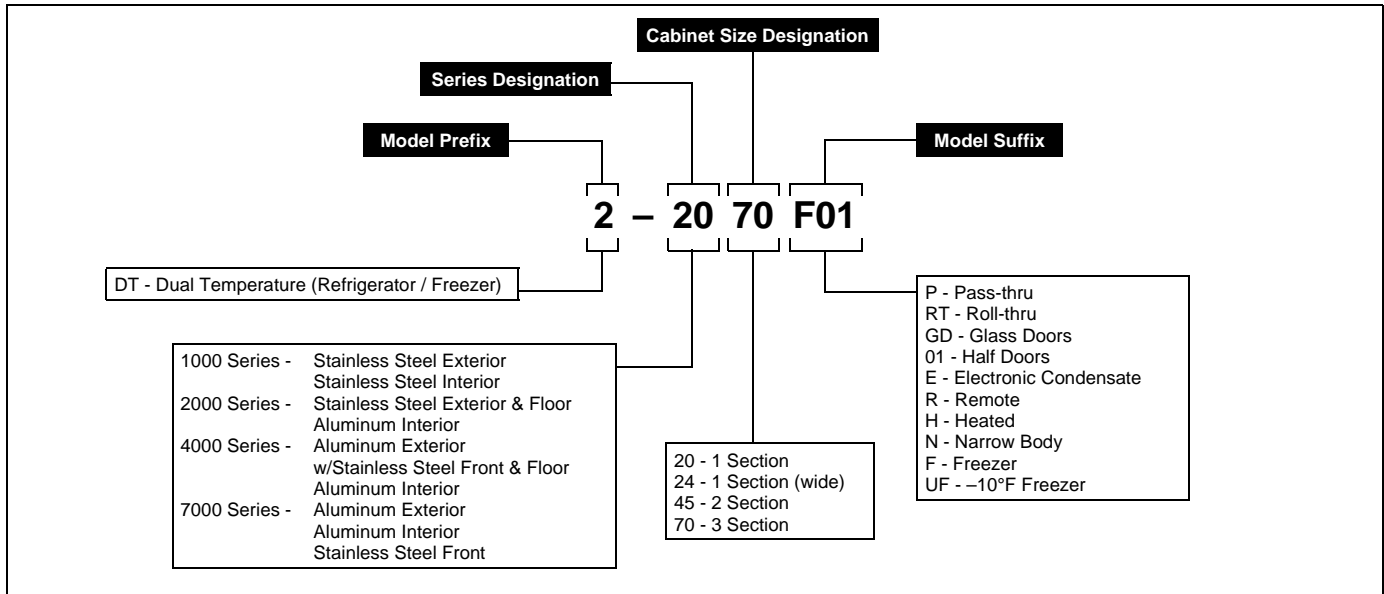 Cabinet Size Designation
Series Designation
Model Prefix
Model Suffix
2 – 20 70 F01
DT - Dual Temperature (Refrigerator / Freezer)
1000 Series - Stainless Steel Exterior
Stainless Steel Interior
2000 Series - Stainless Steel Exterior & Floor
Aluminum Interior
4000 Series - Aluminum Exterior
w/Stainless Steel Front & Floor
Aluminum Interior
7000 Series - Aluminum Exterior
Aluminum Interior
Stainless Steel Front
20 - 1 Section
24 - 1 Section (wide)
45 - 2 Section
70 - 3 Section
P - Pass-thru
RT - Roll-thru
GD - Glass Doors
01 - Half Doors
E - Electronic Condensate
R - Remote
H - Heated
N - Narrow Body
F - Freezer
UF - –10°F Freezer